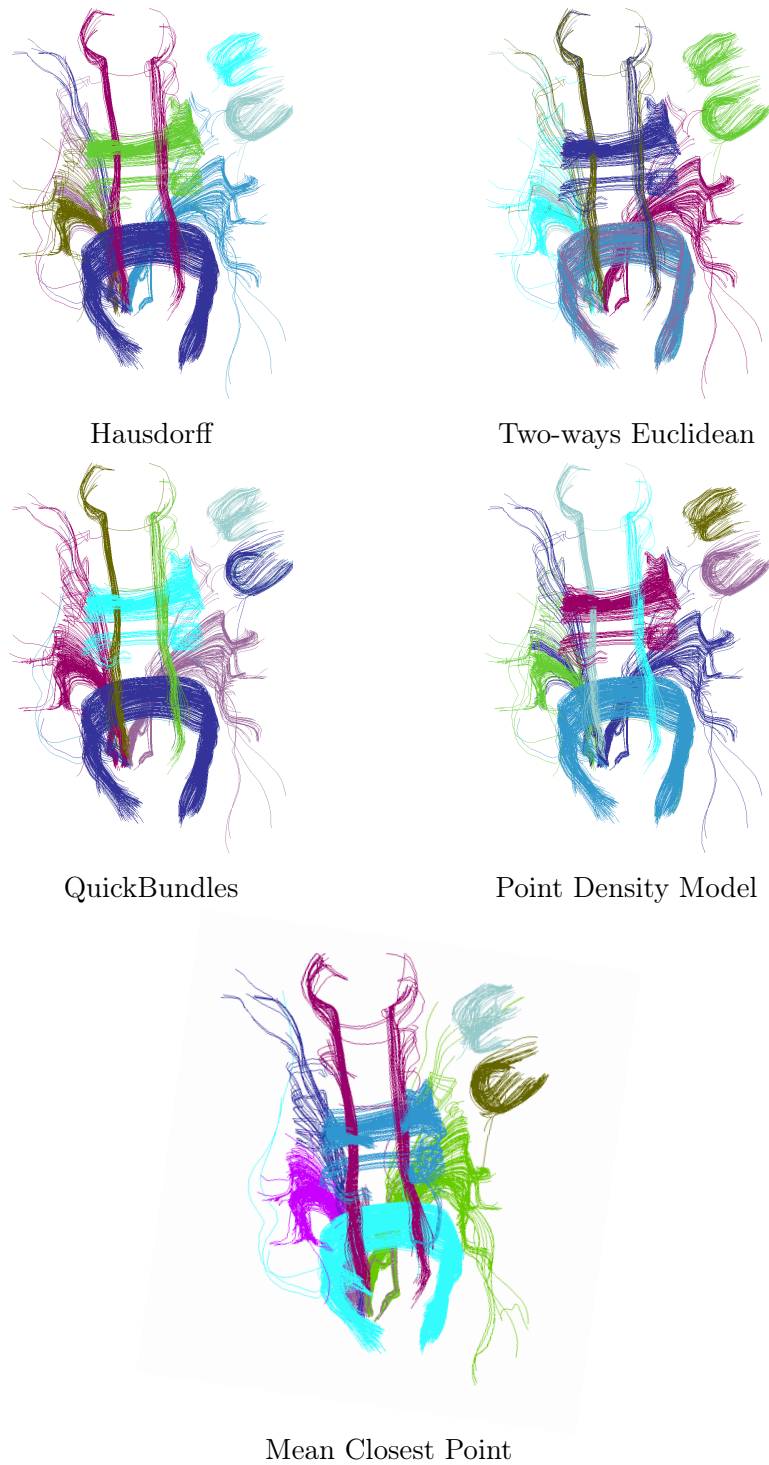 Hausdorff
Two-ways Euclidean
QuickBundles
Point Density Model
Mean Closest Point